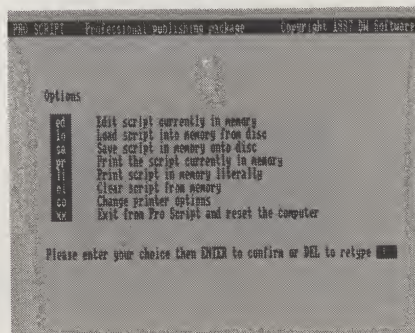 PRO SCRIPT Professional publishing package Copyright 1987 DW Software
Options
ed Edit script currently in memory
lo Load script into memory from disc
sa Save script in memory onto disc
pr Print the script currently in memory
li Print script in memory literally
cl Clear script from memory
co Change printer options
xx Exit from Pro Script and reset the computer
Please enter your choice then ENTER to confirm or DEL to retype